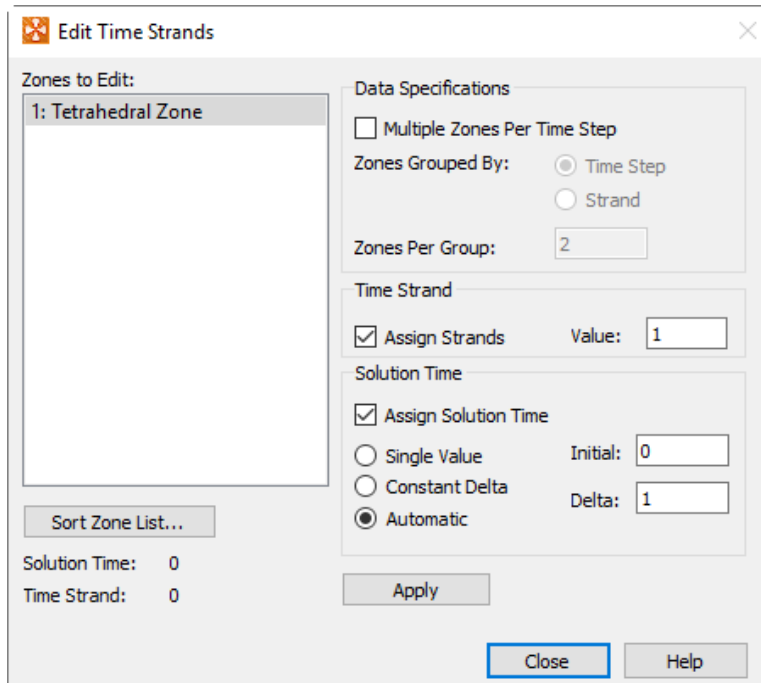 Edit Time Strands
Zones to Edit:
1: Tetrahedral Zone
Sort Zone List...
Solution Time: 0
Time Strand: 0
Data Specifications
Multiple Zones Per Time Step
Zones Grouped By:
Time Step
Strand
Zones Per Group: 2
Time Strand
Assign Strands Value: 1
Solution Time
Assign Solution Time
Single Value
Initial: 0
Constant Delta
Delta: 1
Automatic
Apply
Close Help